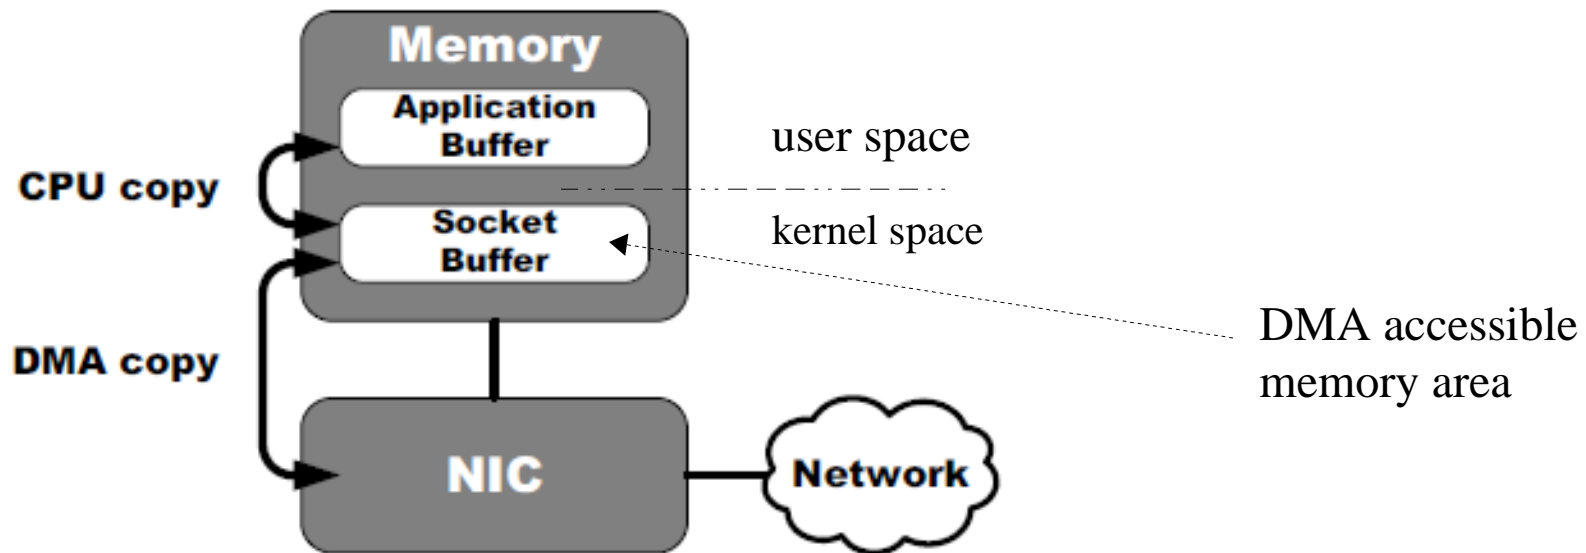 Memory
Application
Buffer
user space
CPU copy
Socket
Buffer
kernel space
DMA accessible
memory area
DMA copy
NIC
Network